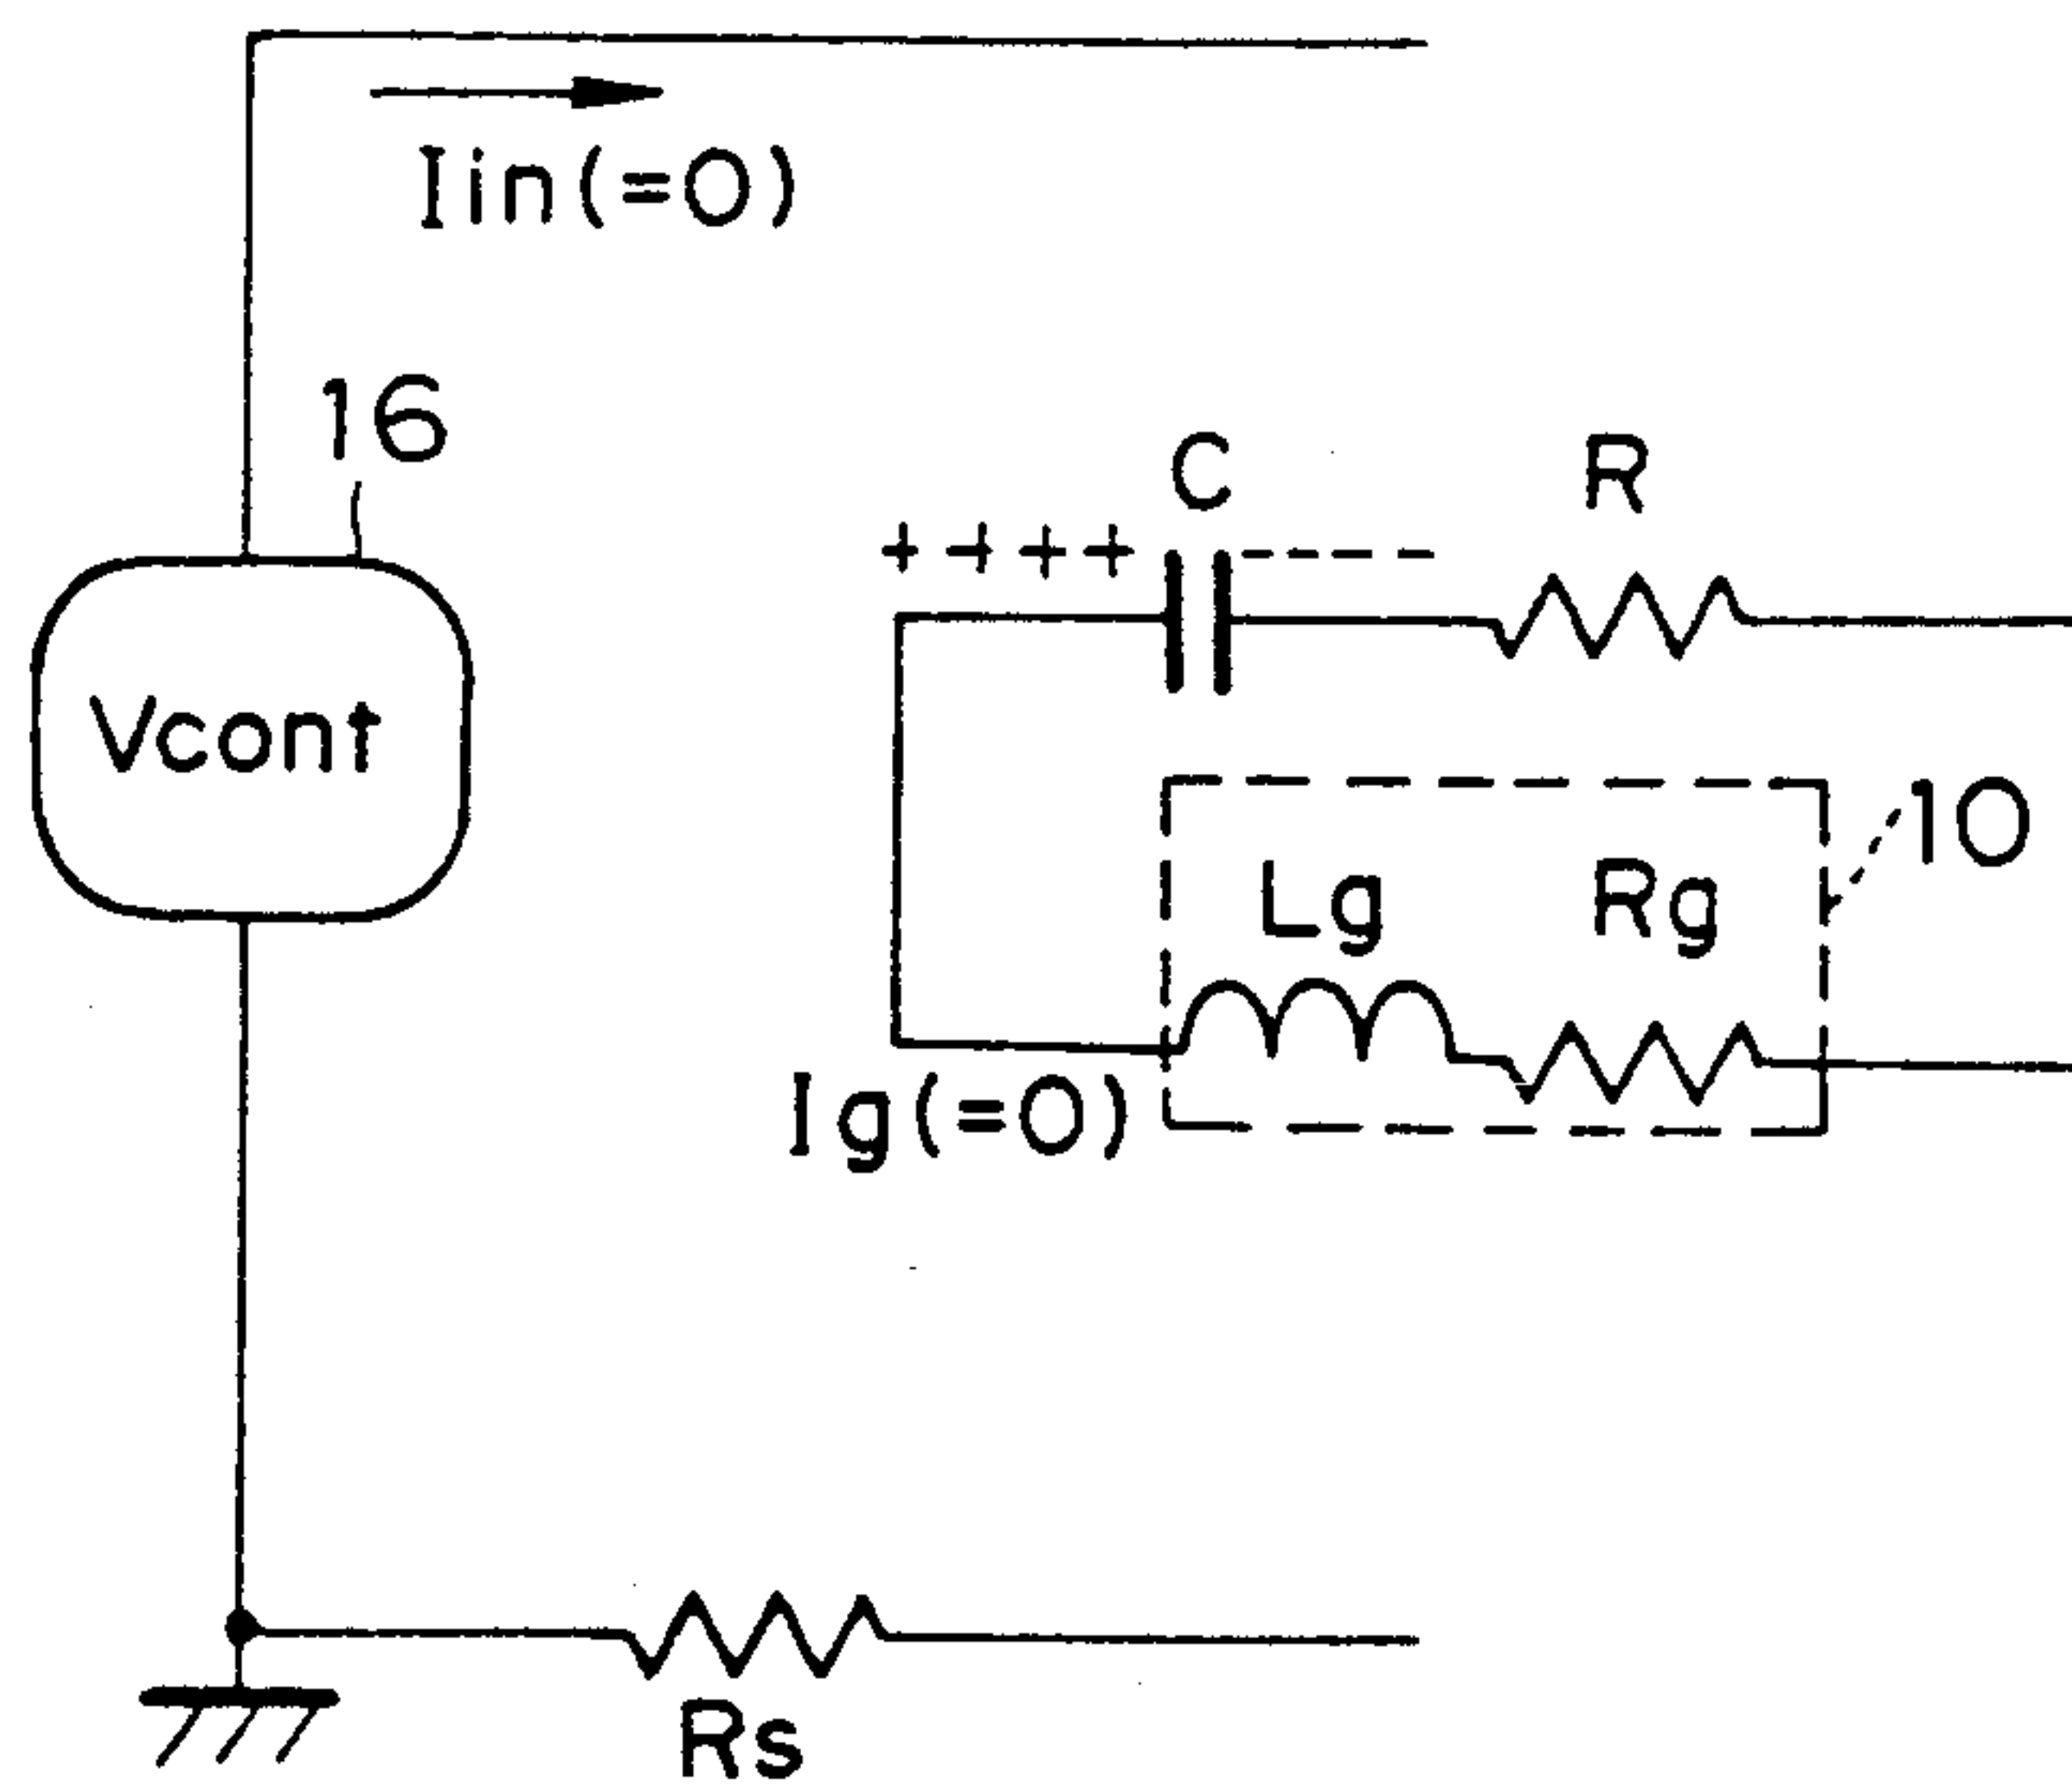 Iin(=0)
16
C
R
++++
----
Vcont
10
Lg
Rg
Ig(=0)
Rs